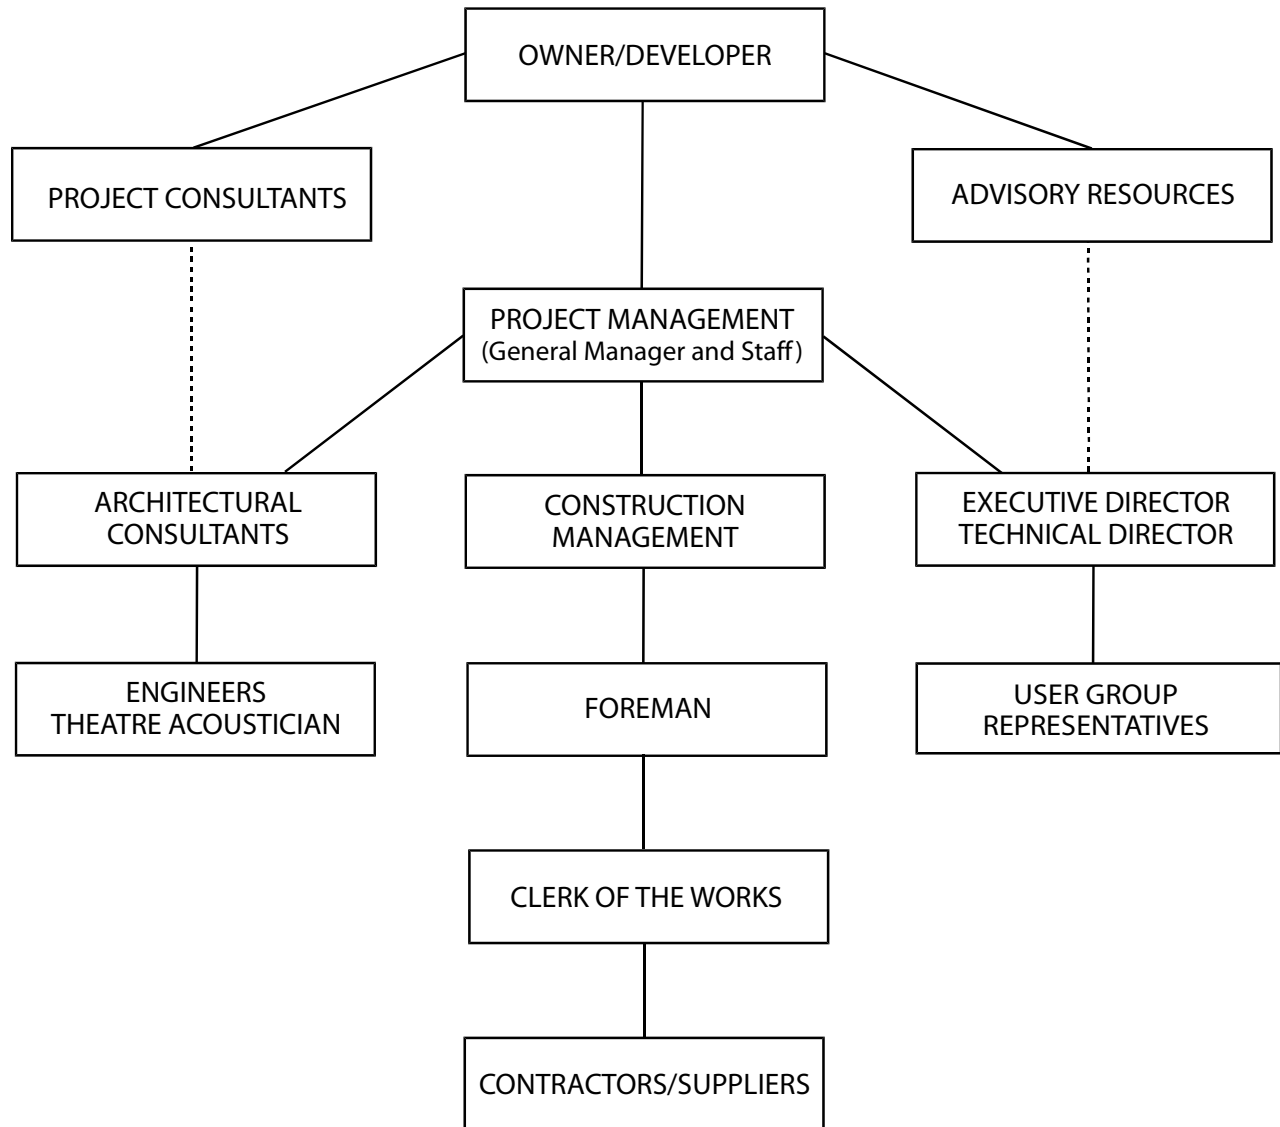 OWNER/DEVELOPER
PROJECT CONSULTANTS
ADVISORY RESOURCES
PROJECT MANAGEMENT
(General Manager and Staff)
ARCHITECTURAL
CONSULTANTS
CONSTRUCTION
MANAGEMENT
EXECUTIVE DIRECTOR
TECHNICAL DIRECTOR
ENGINEERS
THEATRE ACOUSTICIAN
FOREMAN
USER GROUP
REPRESENTATIVES
CLERK OF THE WORKS
CONTRACTORS/SUPPLIERS